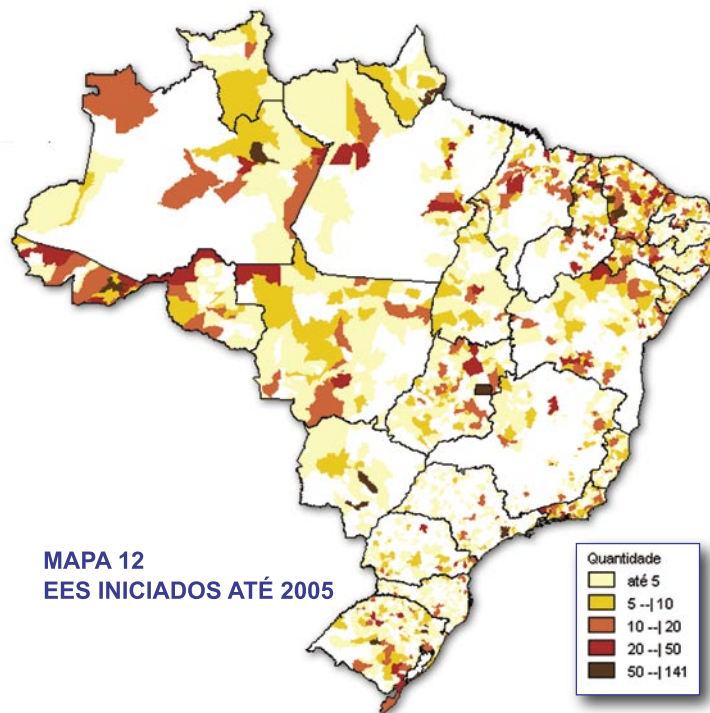 MAPA 12
EES INICIADOS ATÉ 2005
Quantidade
até 5
5 --| 10
10 --| 20
20 --| 50
50 --| 141